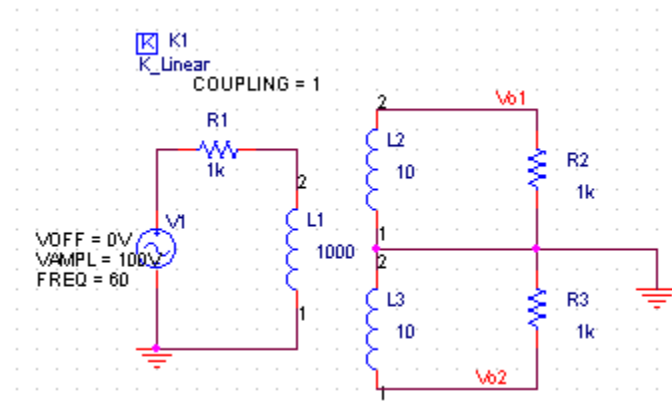 K K1
K_Linear
COUPLING = 1
R1
1k
2
L1
1000
1
V1
VOFF = 0V
VAMPL = 100V
FREQ = 60
2
Vo1
L2
10
1
R2
1k
2
L3
10
1
R3
1k
Vo2